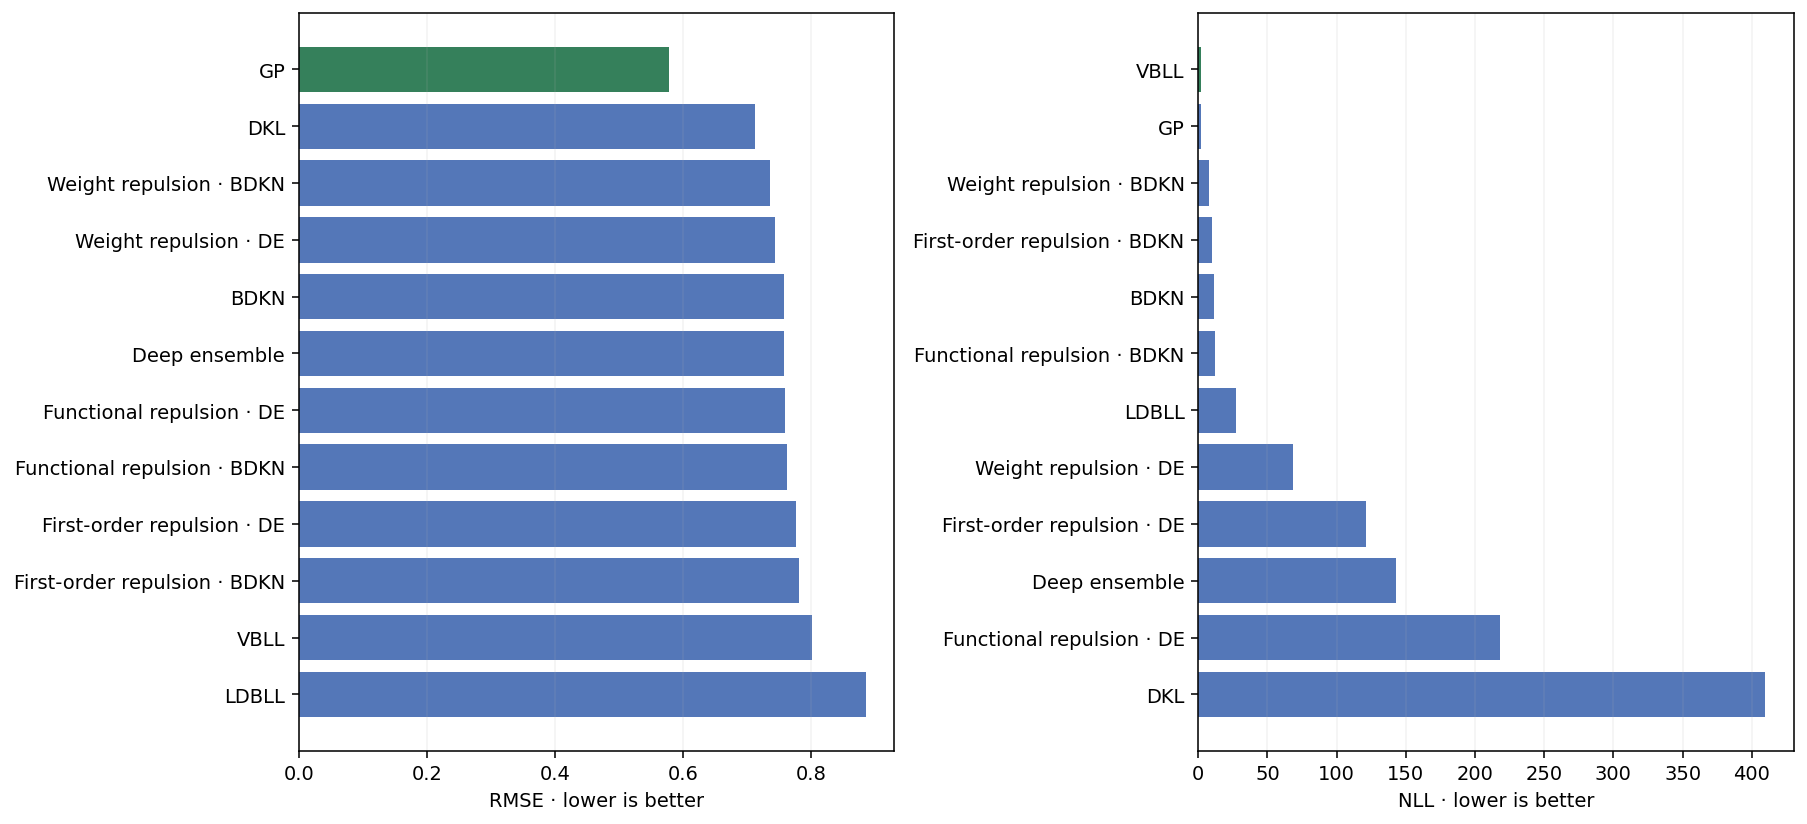 GP
DKL
Weight repulsion · BDKN
Weight repulsion · DE
BDKN
Deep ensemble
Functional repulsion · DE
Functional repulsion · BDKN
First-order repulsion · DE
First-order repulsion · BDKN
VBLL
LDBLL
0.0 0.2 0.4 0.6 0.8
RMSE · lower is better
VBLL
GP
Weight repulsion · BDKN
First-order repulsion · BDKN
BDKN
Functional repulsion · BDKN
LDBLL
Weight repulsion · DE
First-order repulsion · DE
Deep ensemble
Functional repulsion · DE
DKL
0 50 100 150 200 250 300 350 400
NLL · lower is better